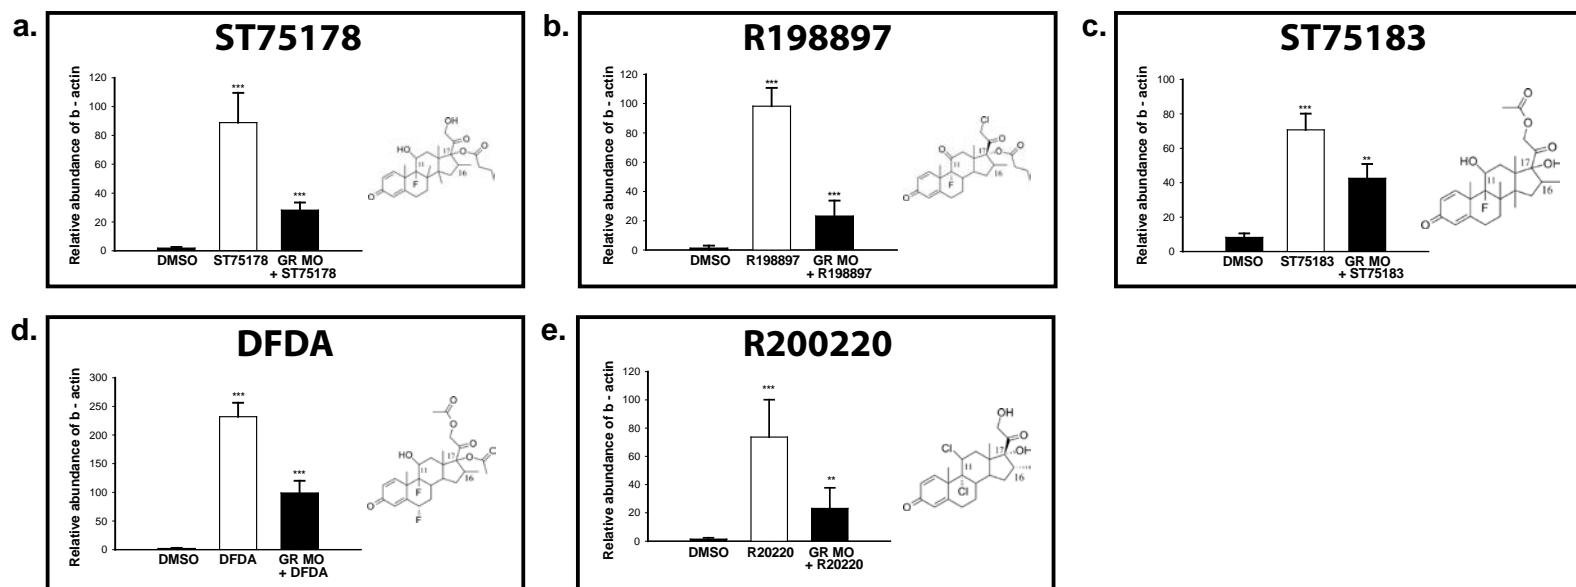 a.
ST75178
Relative abundance of b - actin
120
100
80
60
40
20
0
***
***
DMSO
ST75178
GR MO
+ ST75178
OH
O
HO
17
O
O
11
F
16
O
b.
R198897
Relative abundance of b - actin
120
100
80
60
40
20
0
***
***
DMSO
R198897
GR MO
+ R198897
Cl
O
O
17
O
O
11
F
16
O
c.
ST75183
Relative abundance of b - actin
100
80
60
40
20
0
***
**
DMSO
ST75183
GR MO
+ ST75183
O
O
O
HO
17
OH
11
F
16
O
d.
DFDA
Relative abundance of b - actin
300
250
200
150
100
50
0
***
***
DMSO
DFDA
GR MO
+ DFDA
O
O
O
HO
17
O
O
11
F
16
O
F
e.
R200220
Relative abundance of b - actin
120
100
80
60
40
20
0
***
**
DMSO
R20220
GR MO
+ R20220
OH
O
Cl
17
OH
11
Cl
16
O